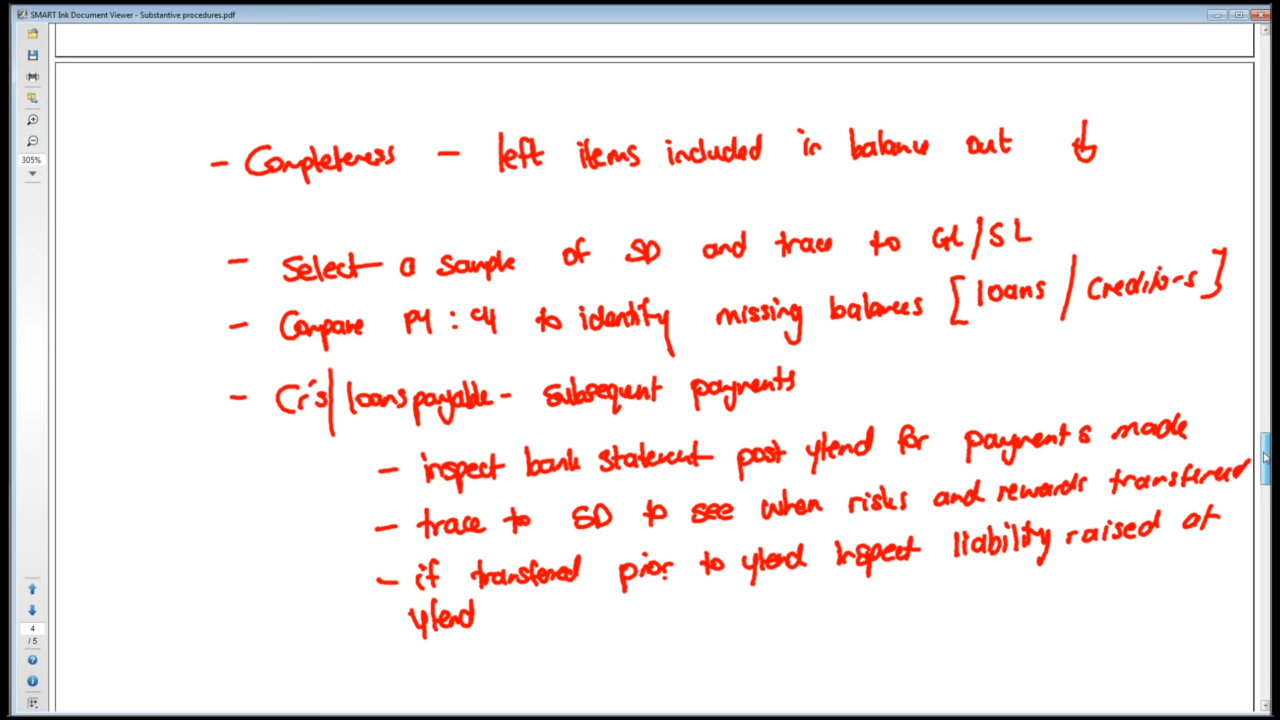 SMART Ink Document Viewer - Substantive procedures.pdf
305%
4
/ 5
- Completeness - left items included in balance out ↓
- Select a sample of SD and trace to GL/SL
- Compare PY : CY to identify missing balances [loans / creditors]
- Cr's/loans payable - subsequent payments
- inspect bank statement post y/end for payments made
- trace to SD to see when risks and rewards transferred
- if transferred prior to y/end inspect liability raised at
y/end